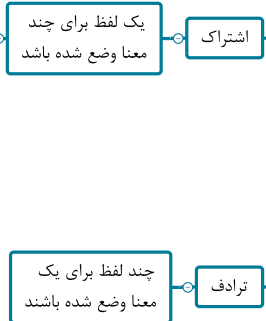 اشتراک
یک لفظ برای چند
معنا وضع شده باشد
ترادف
چند لفظ برای یک
معنا وضع شده باشند